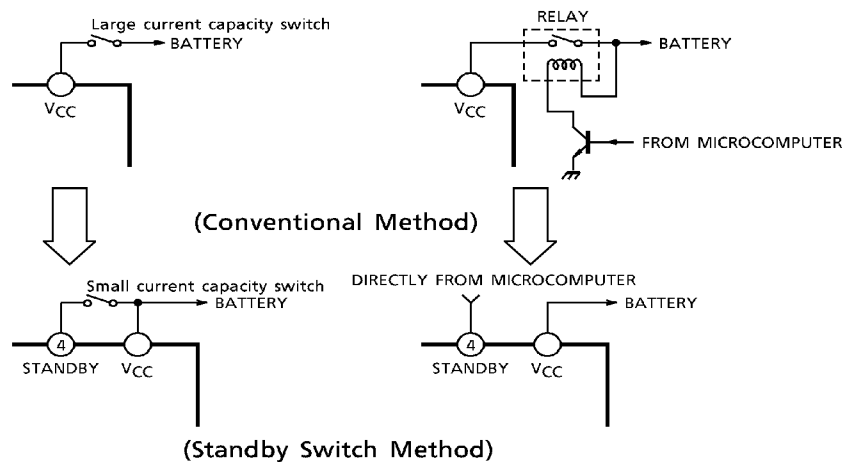 Large current capacity switch
BATTERY
VCC
RELAY
BATTERY
VCC
FROM MICROCOMPUTER
(Conventional Method)
Small current capacity switch
BATTERY
4
STANDBY
VCC
DIRECTLY FROM MICROCOMPUTER
BATTERY
4
STANDBY
VCC
(Standby Switch Method)